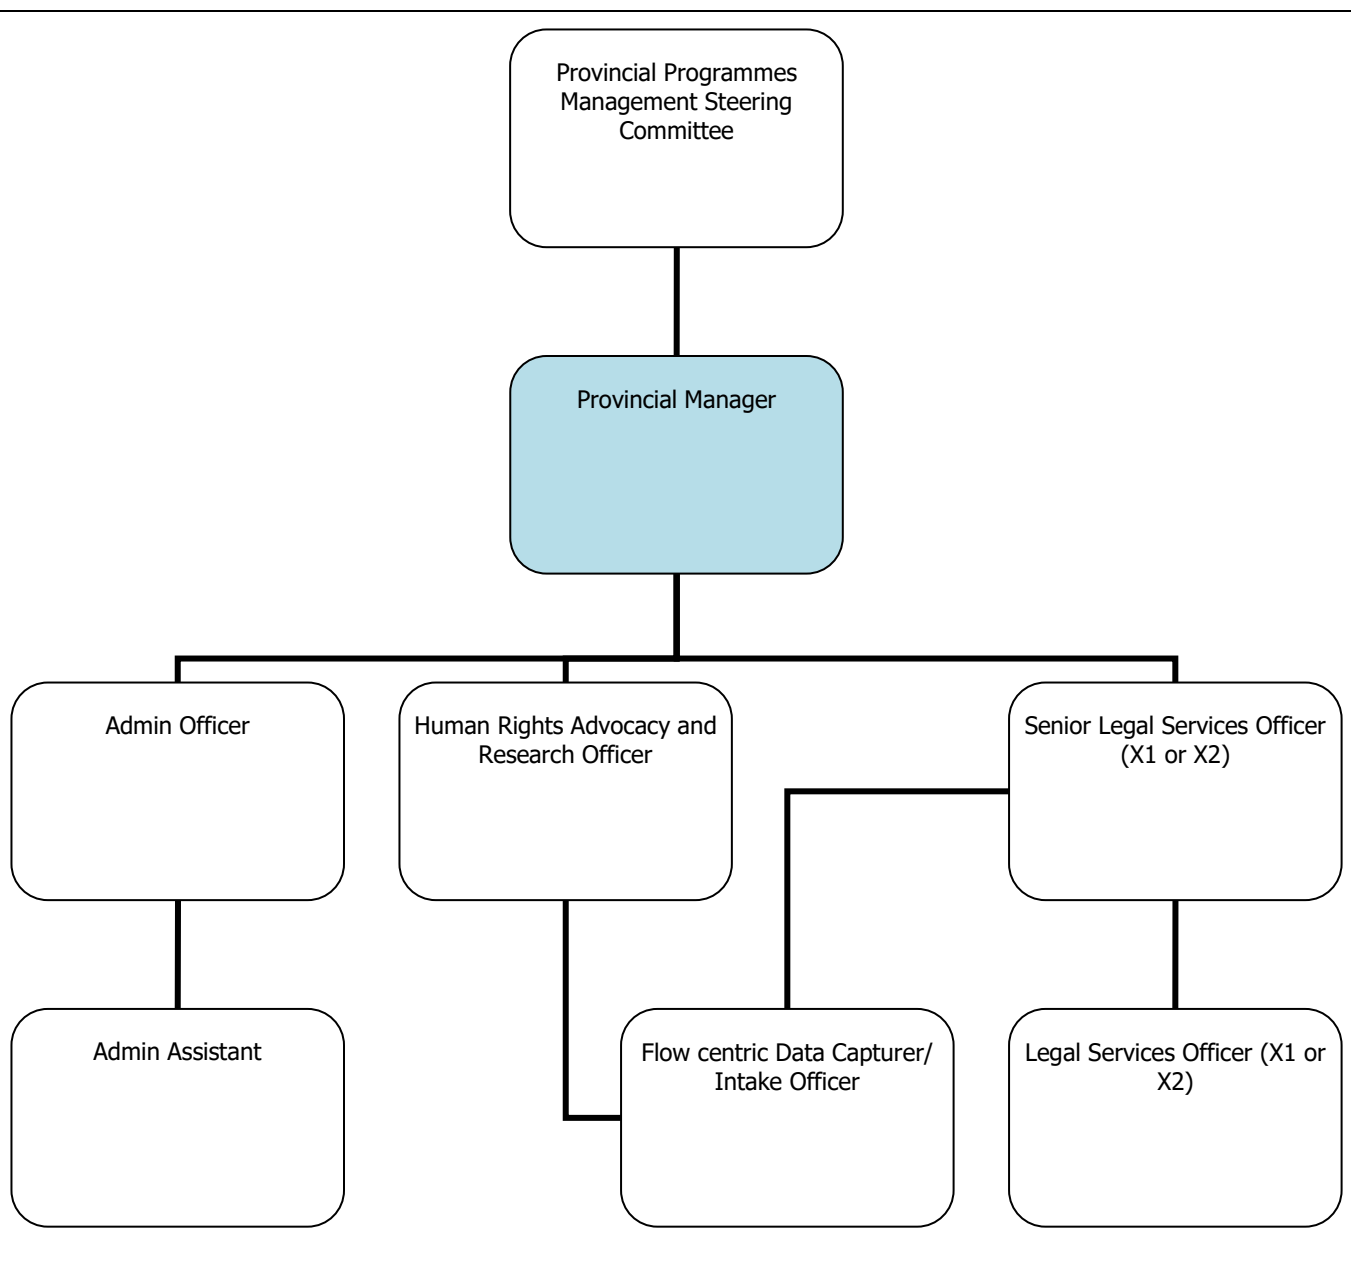 Provincial Programmes
Management Steering
Committee
Provincial Manager
Admin Officer
Human Rights Advocacy and
Research Officer
Senior Legal Services Officer
(X1 or X2)
Admin Assistant
Flow centric Data Capturer/
Intake Officer
Legal Services Officer (X1 or
X2)